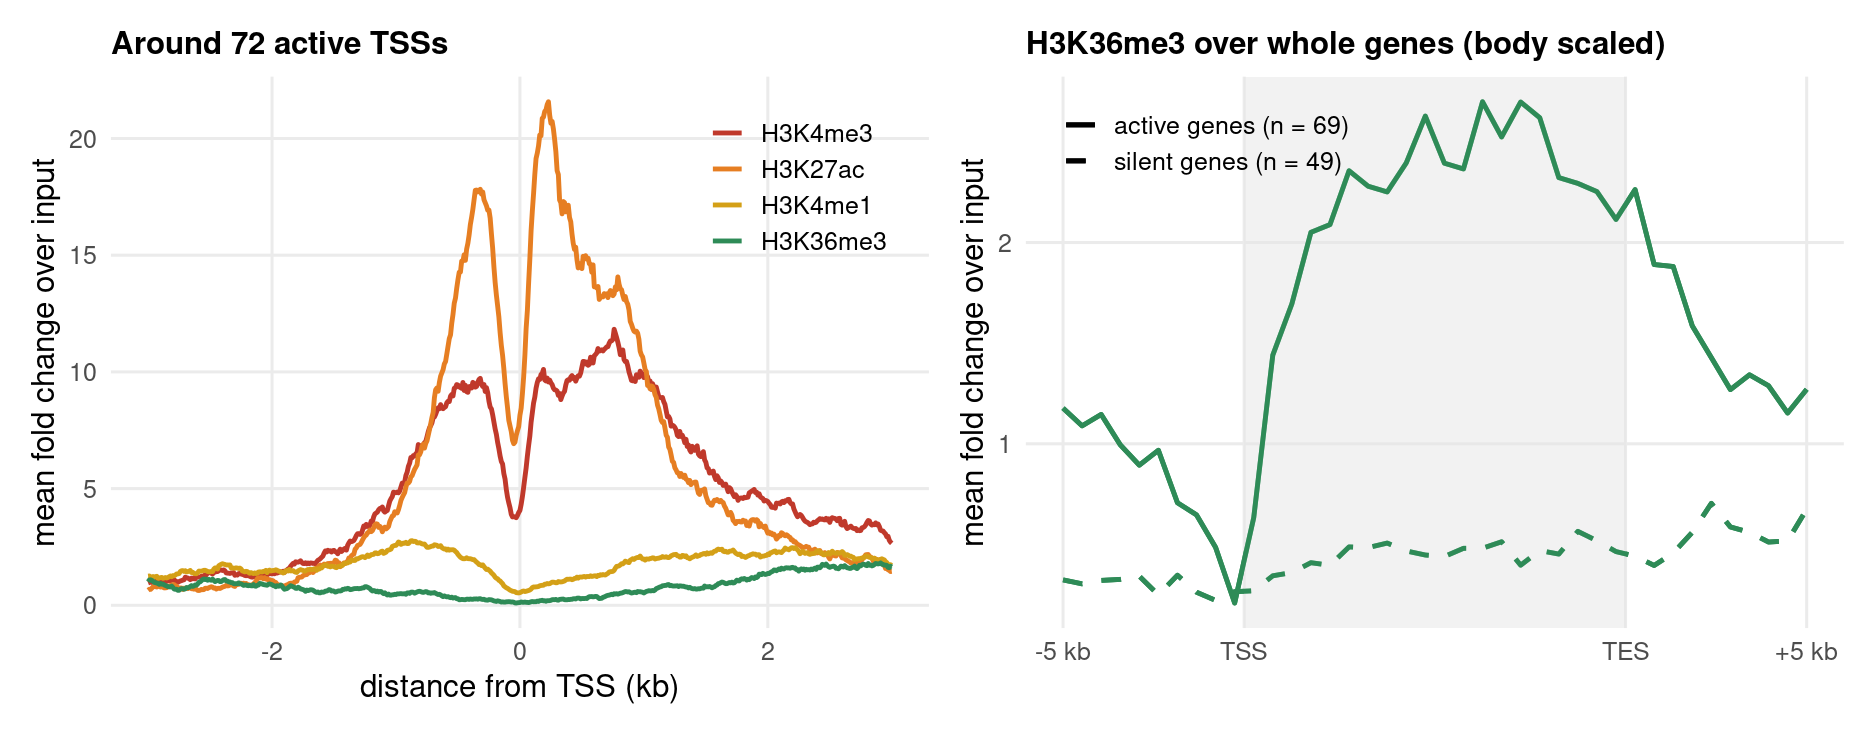 Around 72 active TSSs
mean fold change over input
20
15
10
5
0
H3K4me3
H3K27ac
H3K4me1
H3K36me3
-2
0
2
distance from TSS (kb)
H3K36me3 over whole genes (body scaled)
mean fold change over input
2
1
active genes (n = 69)
silent genes (n = 49)
-5 kb
TSS
TES
+5 kb